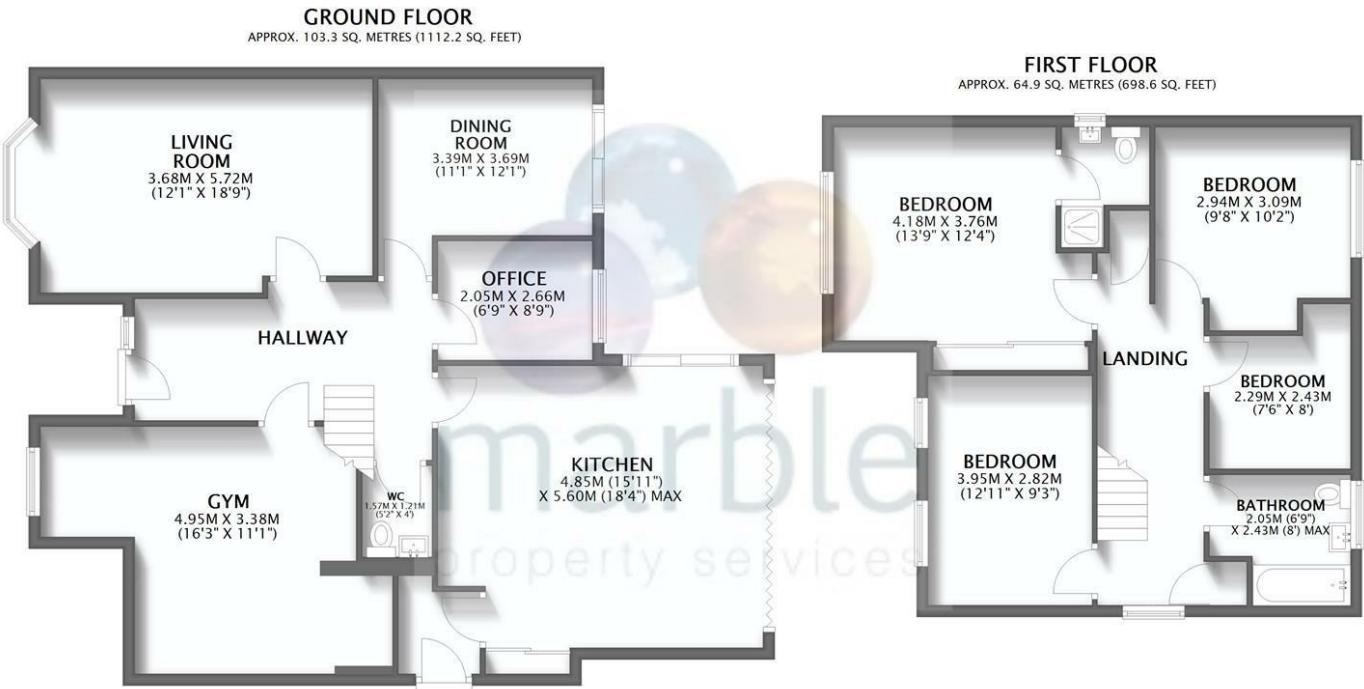 GROUND FLOOR
APPROX. 103.3 SQ. METRES (1112.2 SQ. FEET)
LIVING
ROOM
3.68M X 5.72M
(12'1" X 18'9")
DINING
ROOM
3.39M X 3.69M
(11'1" X 12'1")
OFFICE
2.05M X 2.66M
(6'9" X 8'9")
HALLWAY
GYM
4.95M X 3.38M
(16'3" X 11'1")
WC
1.57M X 1.21M
(5'2" X 4')
KITCHEN
4.85M (15'11")
X 5.60M (18'4") MAX
FIRST FLOOR
APPROX. 64.9 SQ. METRES (698.6 SQ. FEET)
BEDROOM
4.18M X 3.76M
(13'9" X 12'4")
BEDROOM
2.94M X 3.09M
(9'8" X 10'2")
LANDING
BEDROOM
2.29M X 2.43M
(7'6" X 8')
BEDROOM
3.95M X 2.82M
(12'11" X 9'3")
BATHROOM
2.05M (6'9")
X 2.43M (8') MAX
marble
property services